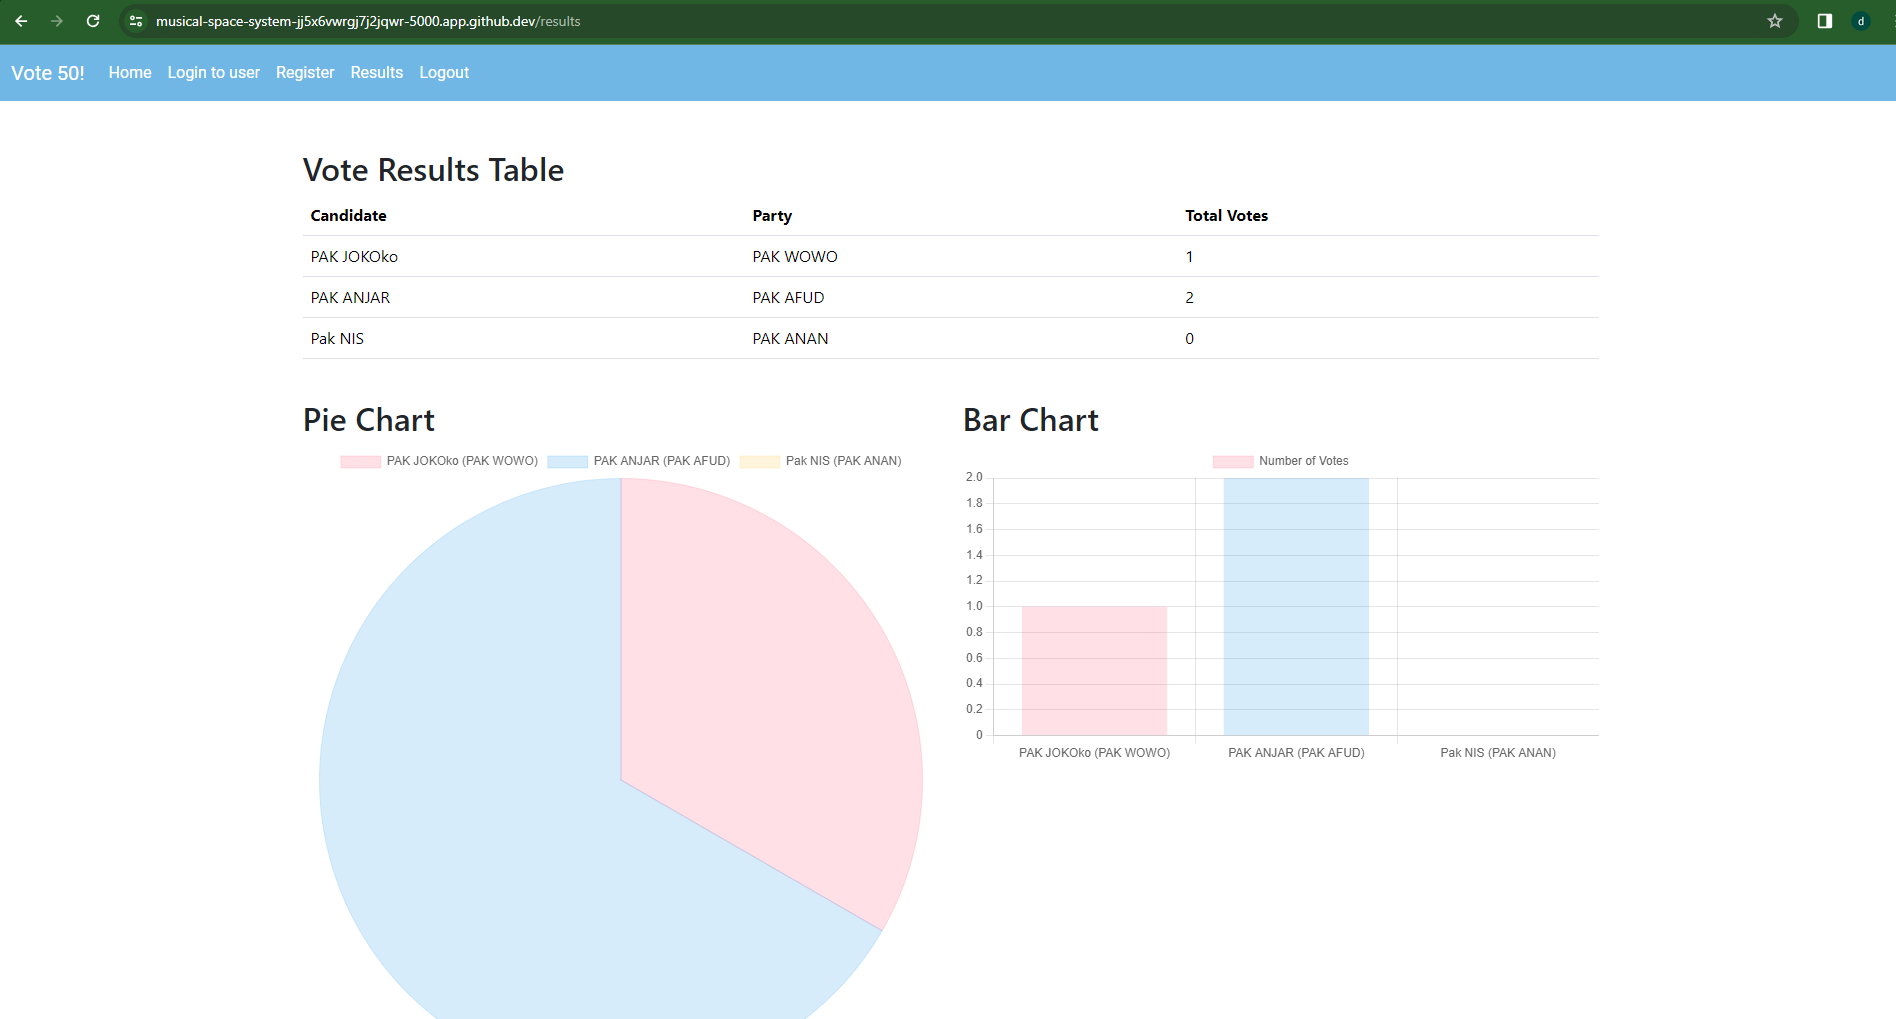 musical-space-system-jj5x6vwrgj7j2jqwr-5000.app.github.dev/results
d
Vote 50! Home Login to user Register Results Logout
Vote Results Table
Candidate Party Total Votes
PAK JOKOko PAK WOWO 1
PAK ANJAR PAK AFUD 2
Pak NIS PAK ANAN 0
Pie Chart
PAK JOKOko (PAK WOWO) PAK ANJAR (PAK AFUD) Pak NIS (PAK ANAN)
Bar Chart
Number of Votes
2.0
1.8
1.6
1.4
1.2
1.0
0.8
0.6
0.4
0.2
0
PAK JOKOko (PAK WOWO) PAK ANJAR (PAK AFUD) Pak NIS (PAK ANAN)